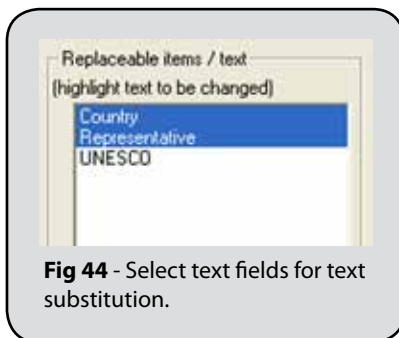 Replaceable items / text
(highlight text to be changed)
Country
Representative
UNESCO
Fig 44 - Select text fields for text
substitution.